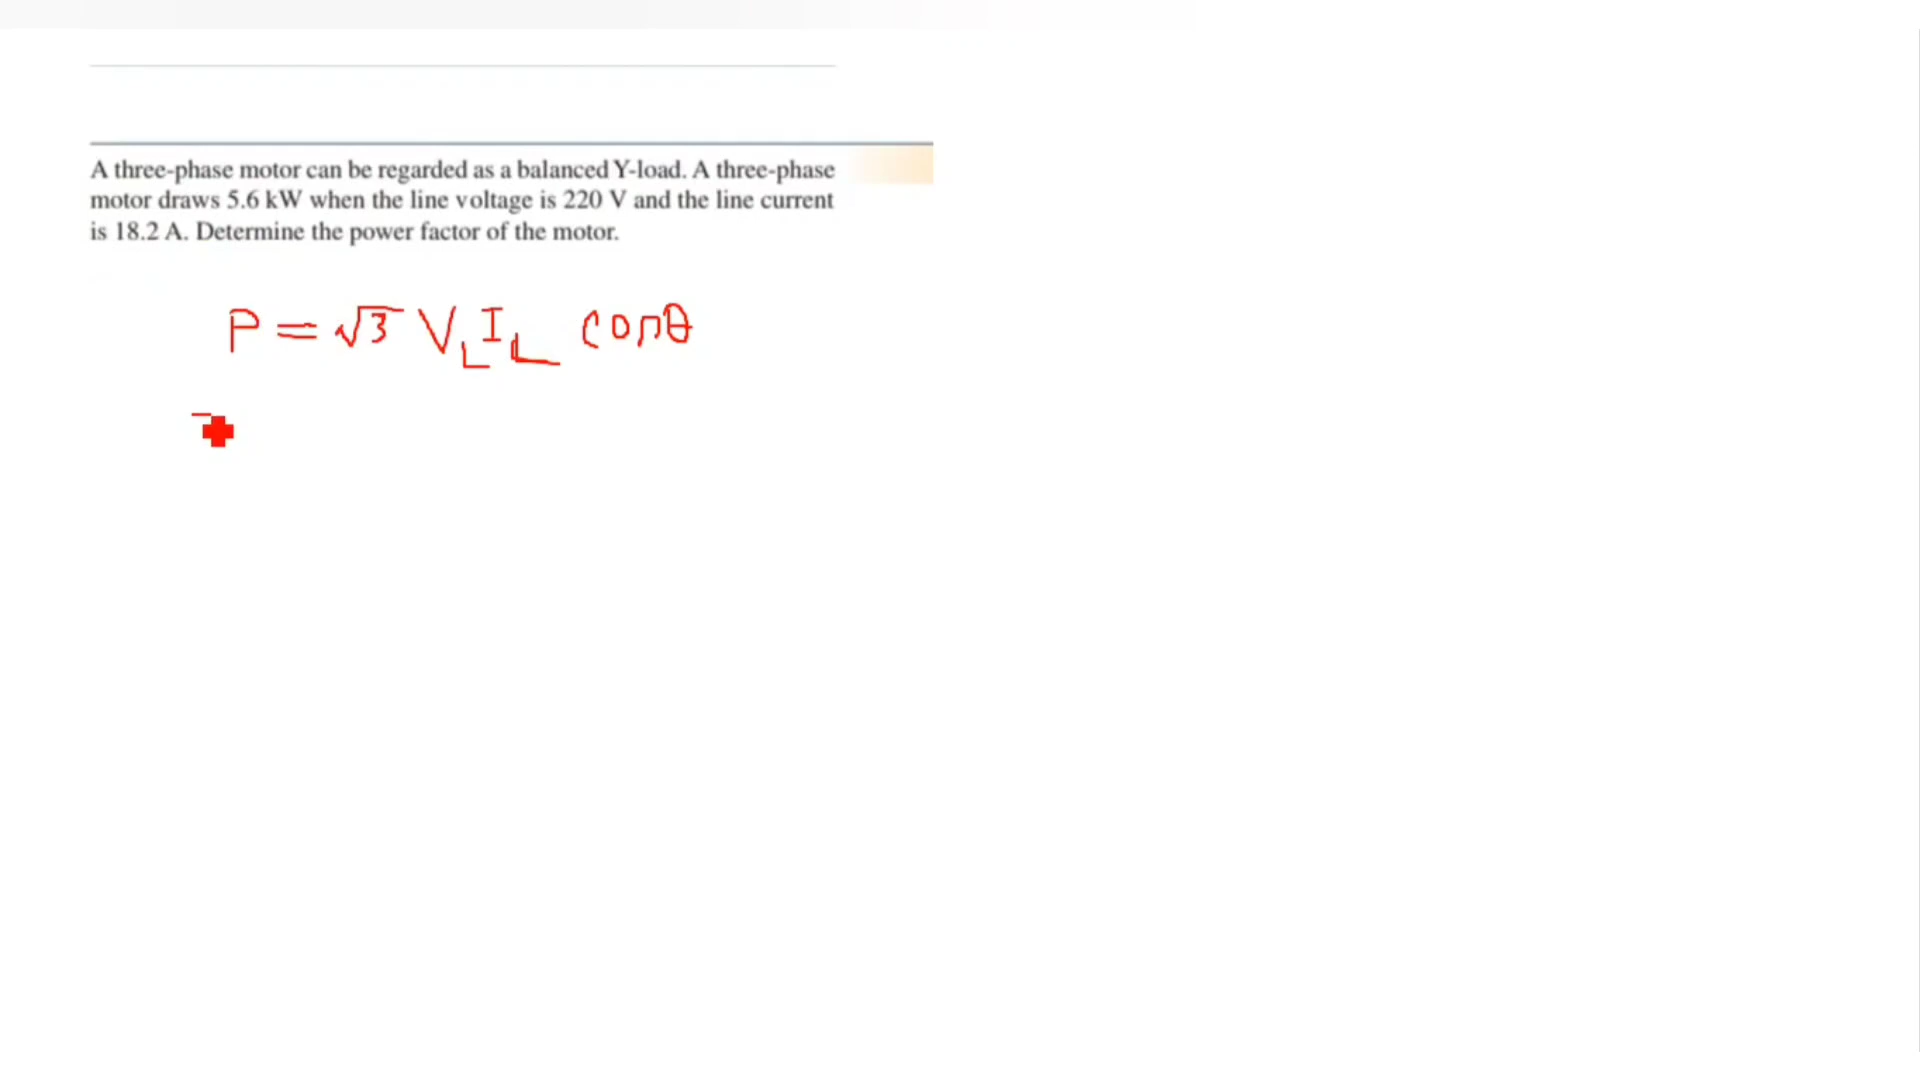 A three-phase motor can be regarded as a balanced Y-load. A three-phase
motor draws 5.6 kW when the line voltage is 220 V and the line current
is 18.2 A. Determine the power factor of the motor.
P = √3 V_L I_L cosθ